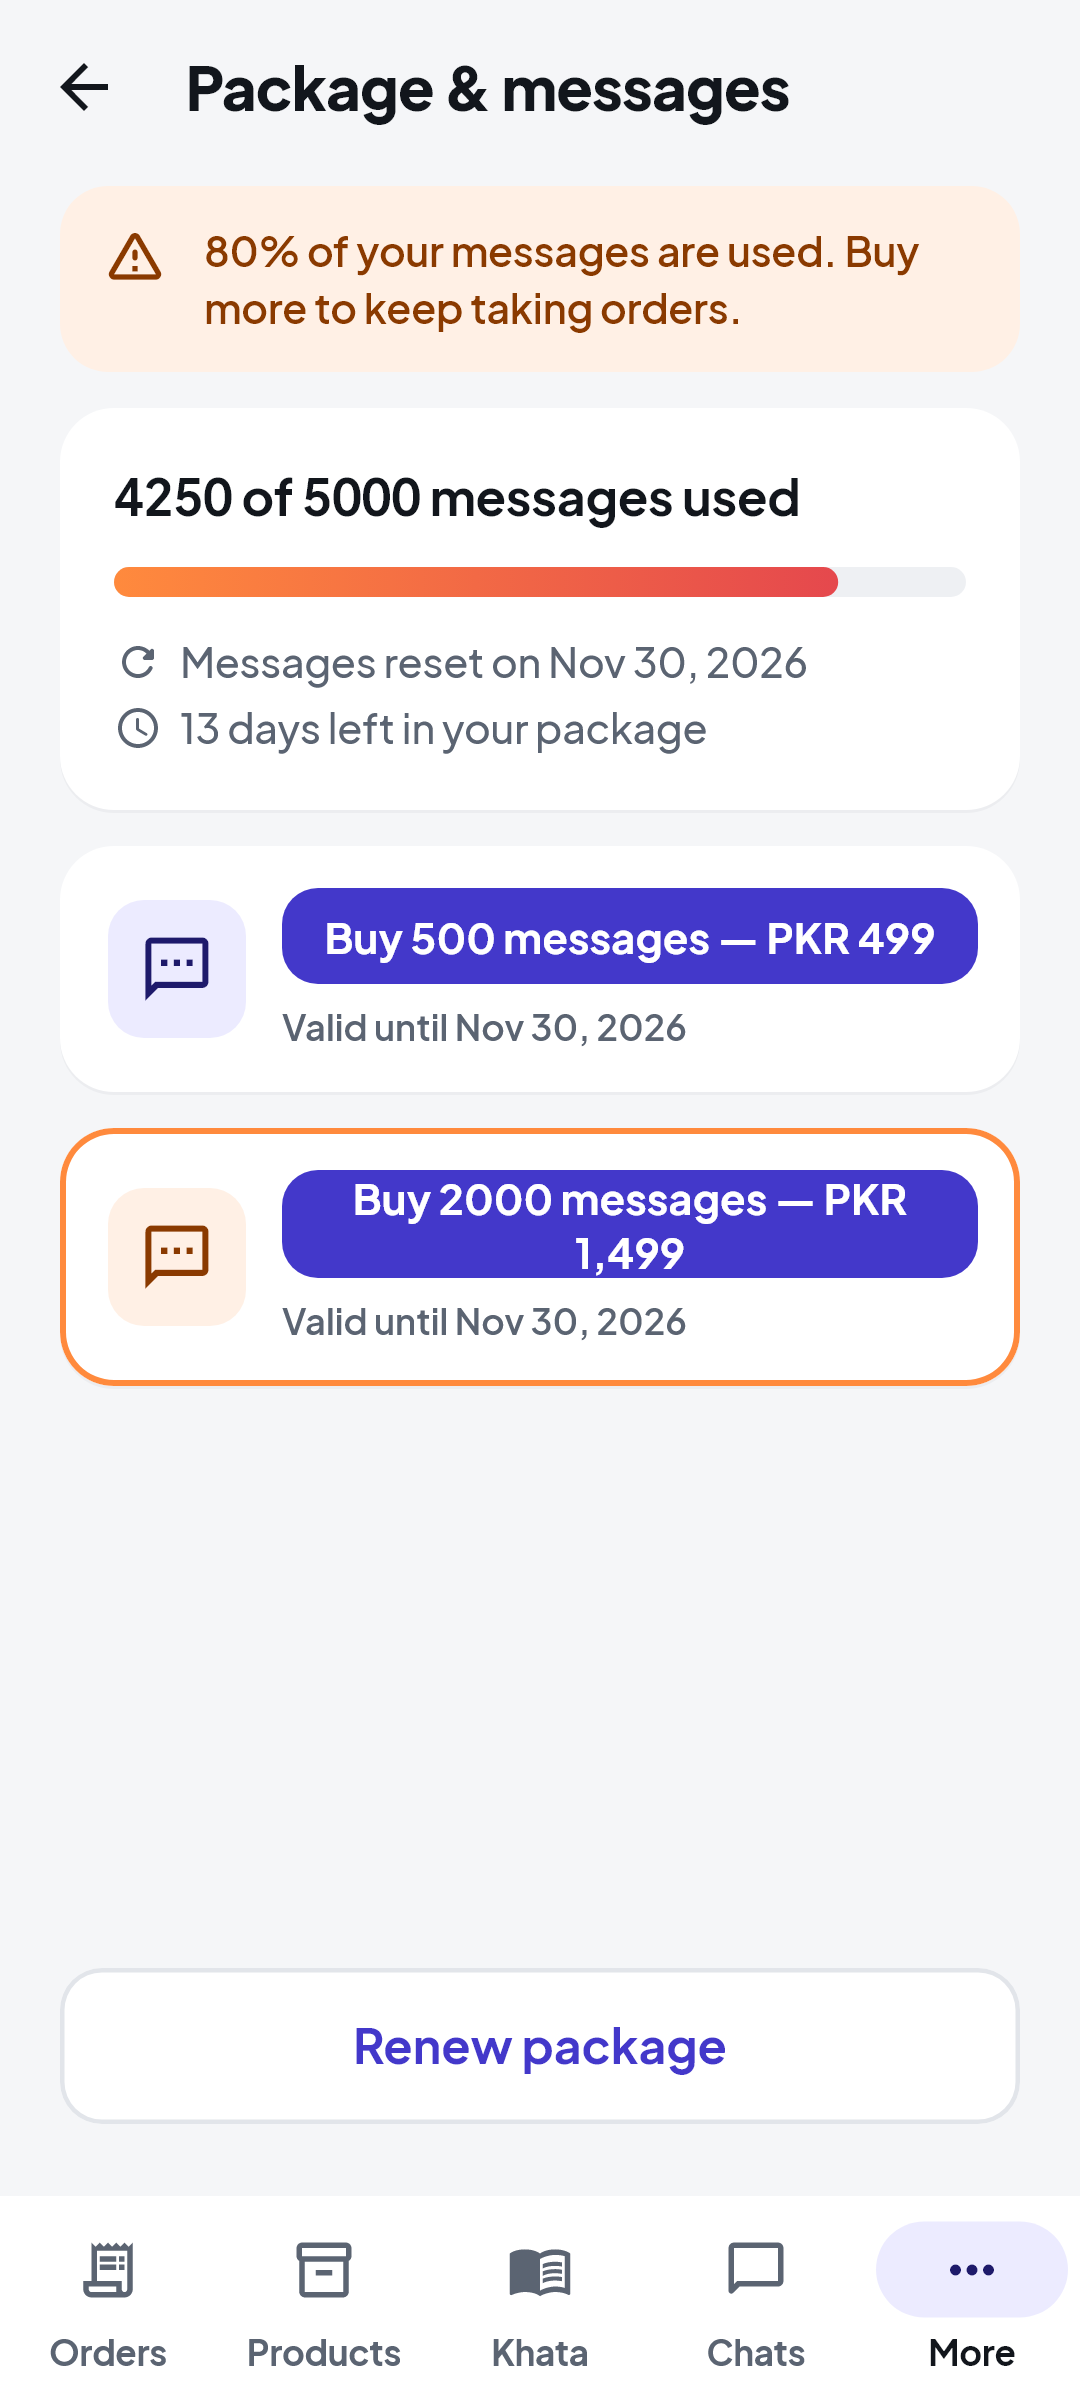 Package & messages
80% of your messages are used. Buy
more to keep taking orders.
4250 of 5000 messages used
Messages reset on Nov 30, 2026
13 days left in your package
Buy 500 messages — PKR 499
Valid until Nov 30, 2026
Buy 2000 messages — PKR
1,499
Valid until Nov 30, 2026
Renew package
Orders
Products
Khata
Chats
More